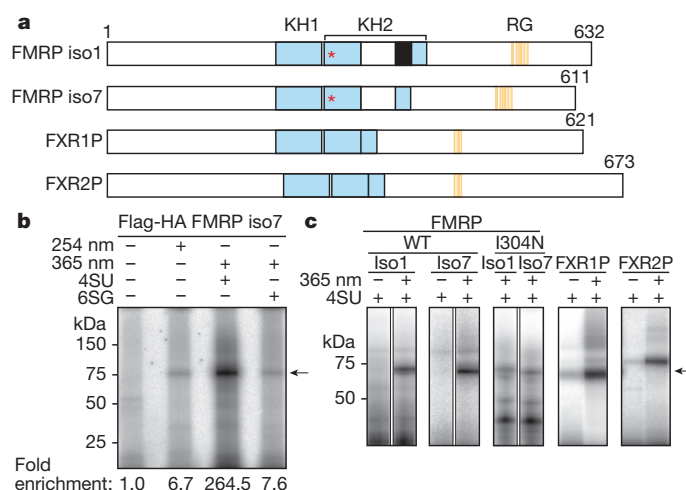 a
1 KH1 KH2 RG 632
FMRP iso1 *
611
FMRP iso7 *
621
FXR1P
673
FXR2P
b
Flag-HA FMRP iso7
254 nm – + – –
365 nm – – + +
4SU – – + –
6SG – – – +
kDa
150
75
50
25
Fold
enrichment: 1.0 6.7 264.5 7.6
c
FMRP
WT I304N
Iso1 Iso7 Iso1 Iso7 FXR1P FXR2P
365 nm – + – + + + – + – +
4SU + + + + + + + + + +
kDa
75
50